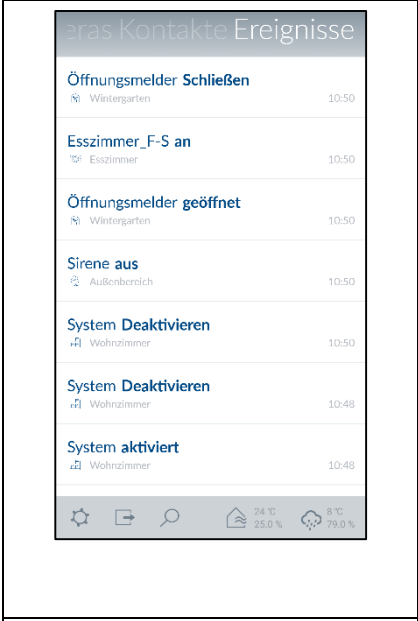 eras Kontakte Ereignisse
Öffnungsmelder Schließen
Wintergarten 10:50
Esszimmer_F-S an
Esszimmer 10:50
Öffnungsmelder geöffnet
Wintergarten 10:50
Sirene aus
Außenbereich 10:50
System Deaktivieren
Wohnzimmer 10:50
System Deaktivieren
Wohnzimmer 10:48
System aktiviert
Wohnzimmer 10:48
24 °C 8 °C
25.0 % 79.0 %